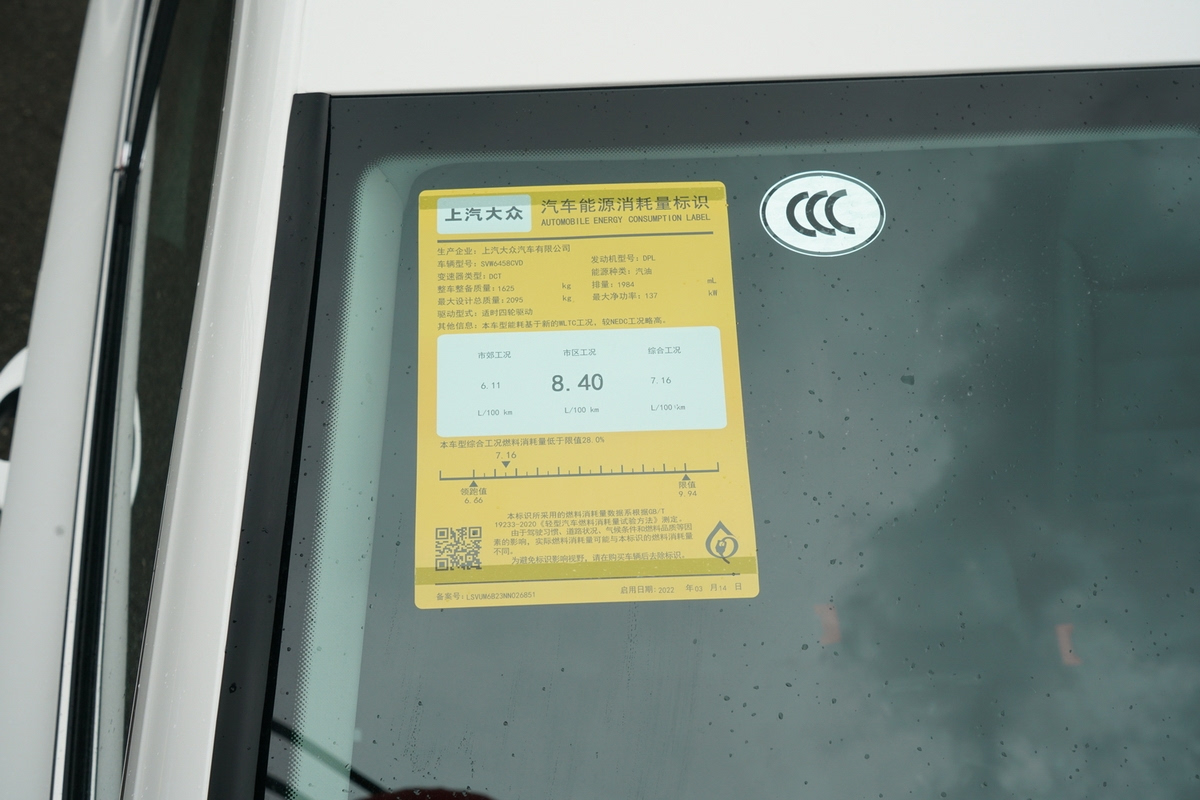 上汽大众
汽车能源消耗量标识
AUTOMOBILE ENERGY CONSUMPTION LABEL
CCC
生产企业：上汽大众汽车有限公司
车辆型号：SVW6458CVD 发动机型号：DPL
变速器类型：DCT 能源种类：汽油
整车整备质量：1625 kg 排量：1984 mL
最大设计总质量：2095 kg 最大净功率：137 kW
驱动型式：适时四轮驱动
其他信息：本车型能耗基于新的WLTC工况，较NEDC工况略高。
市郊工况 市区工况 综合工况
6.11 8.40 7.16
L/100 km L/100 km L/100 km
本车型综合工况燃料消耗量低于限值28.0%
7.16
领跑值 限值
6.66 9.94
本标识所采用的燃料消耗量数据系根据GB/T
19233-2020《轻型汽车燃料消耗量试验方法》测定。
由于驾驶习惯、道路状况、气候条件和燃料品质等因
素的影响，实际燃料消耗量可能与本标识的燃料消耗量
不同。
为避免标识影响视野，请在购买车辆后去除标识。
备案号：LSVUM6B23NN026851 启用日期：2022 年03 月14 日